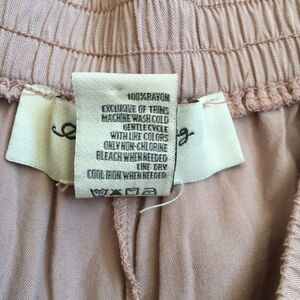 100%RAYON
EXCLUSIVE OF TRIMS
MACHINE WASH COLD
GENTLE CYCLE
WITH LIKE COLORS
ONLY NON-CHLORINE
BLEACH WHEN NEEDED
LINE DRY
COOL IRON WHEN NEEDED